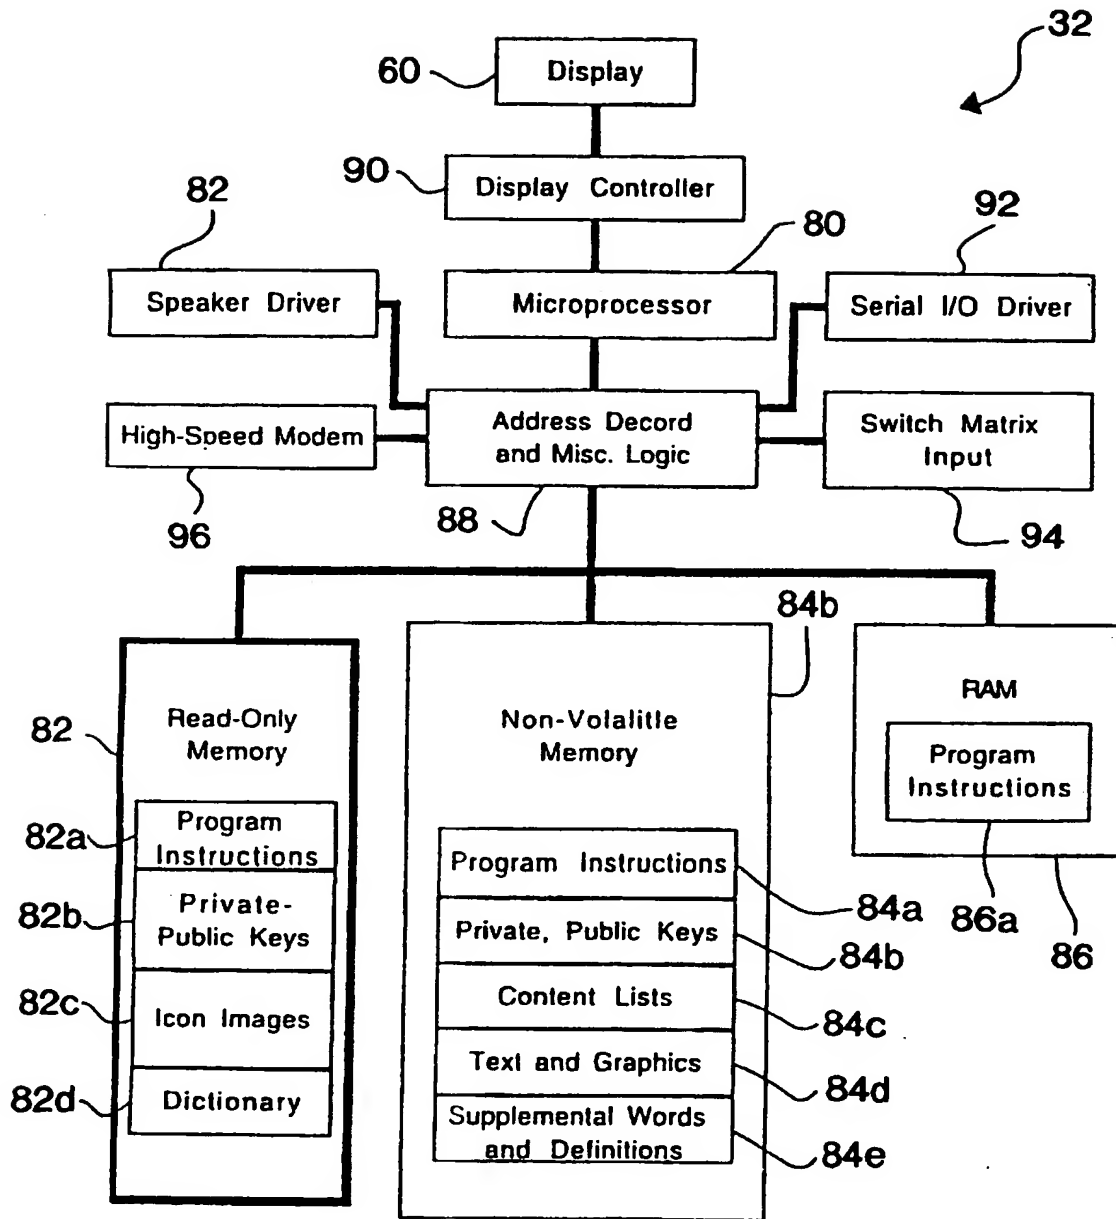 32
60
Display
90
Display Controller
82
80
92
Speaker Driver
Microprocessor
Serial I/O Driver
High-Speed Modem
Address Decord
and Misc. Logic
Switch Matrix
Input
96
88
94
84b
82
Read-Only
Memory
Non-Volalitle
Memory
RAM
Program
Instructions
82a
Program
Instructions
82b
Private-
Public Keys
82c
Icon Images
82d
Dictionary
Program Instructions
84a
Private, Public Keys
84b
Content Lists
84c
Text and Graphics
84d
Supplemental Words
and Definitions
84e
86a
86